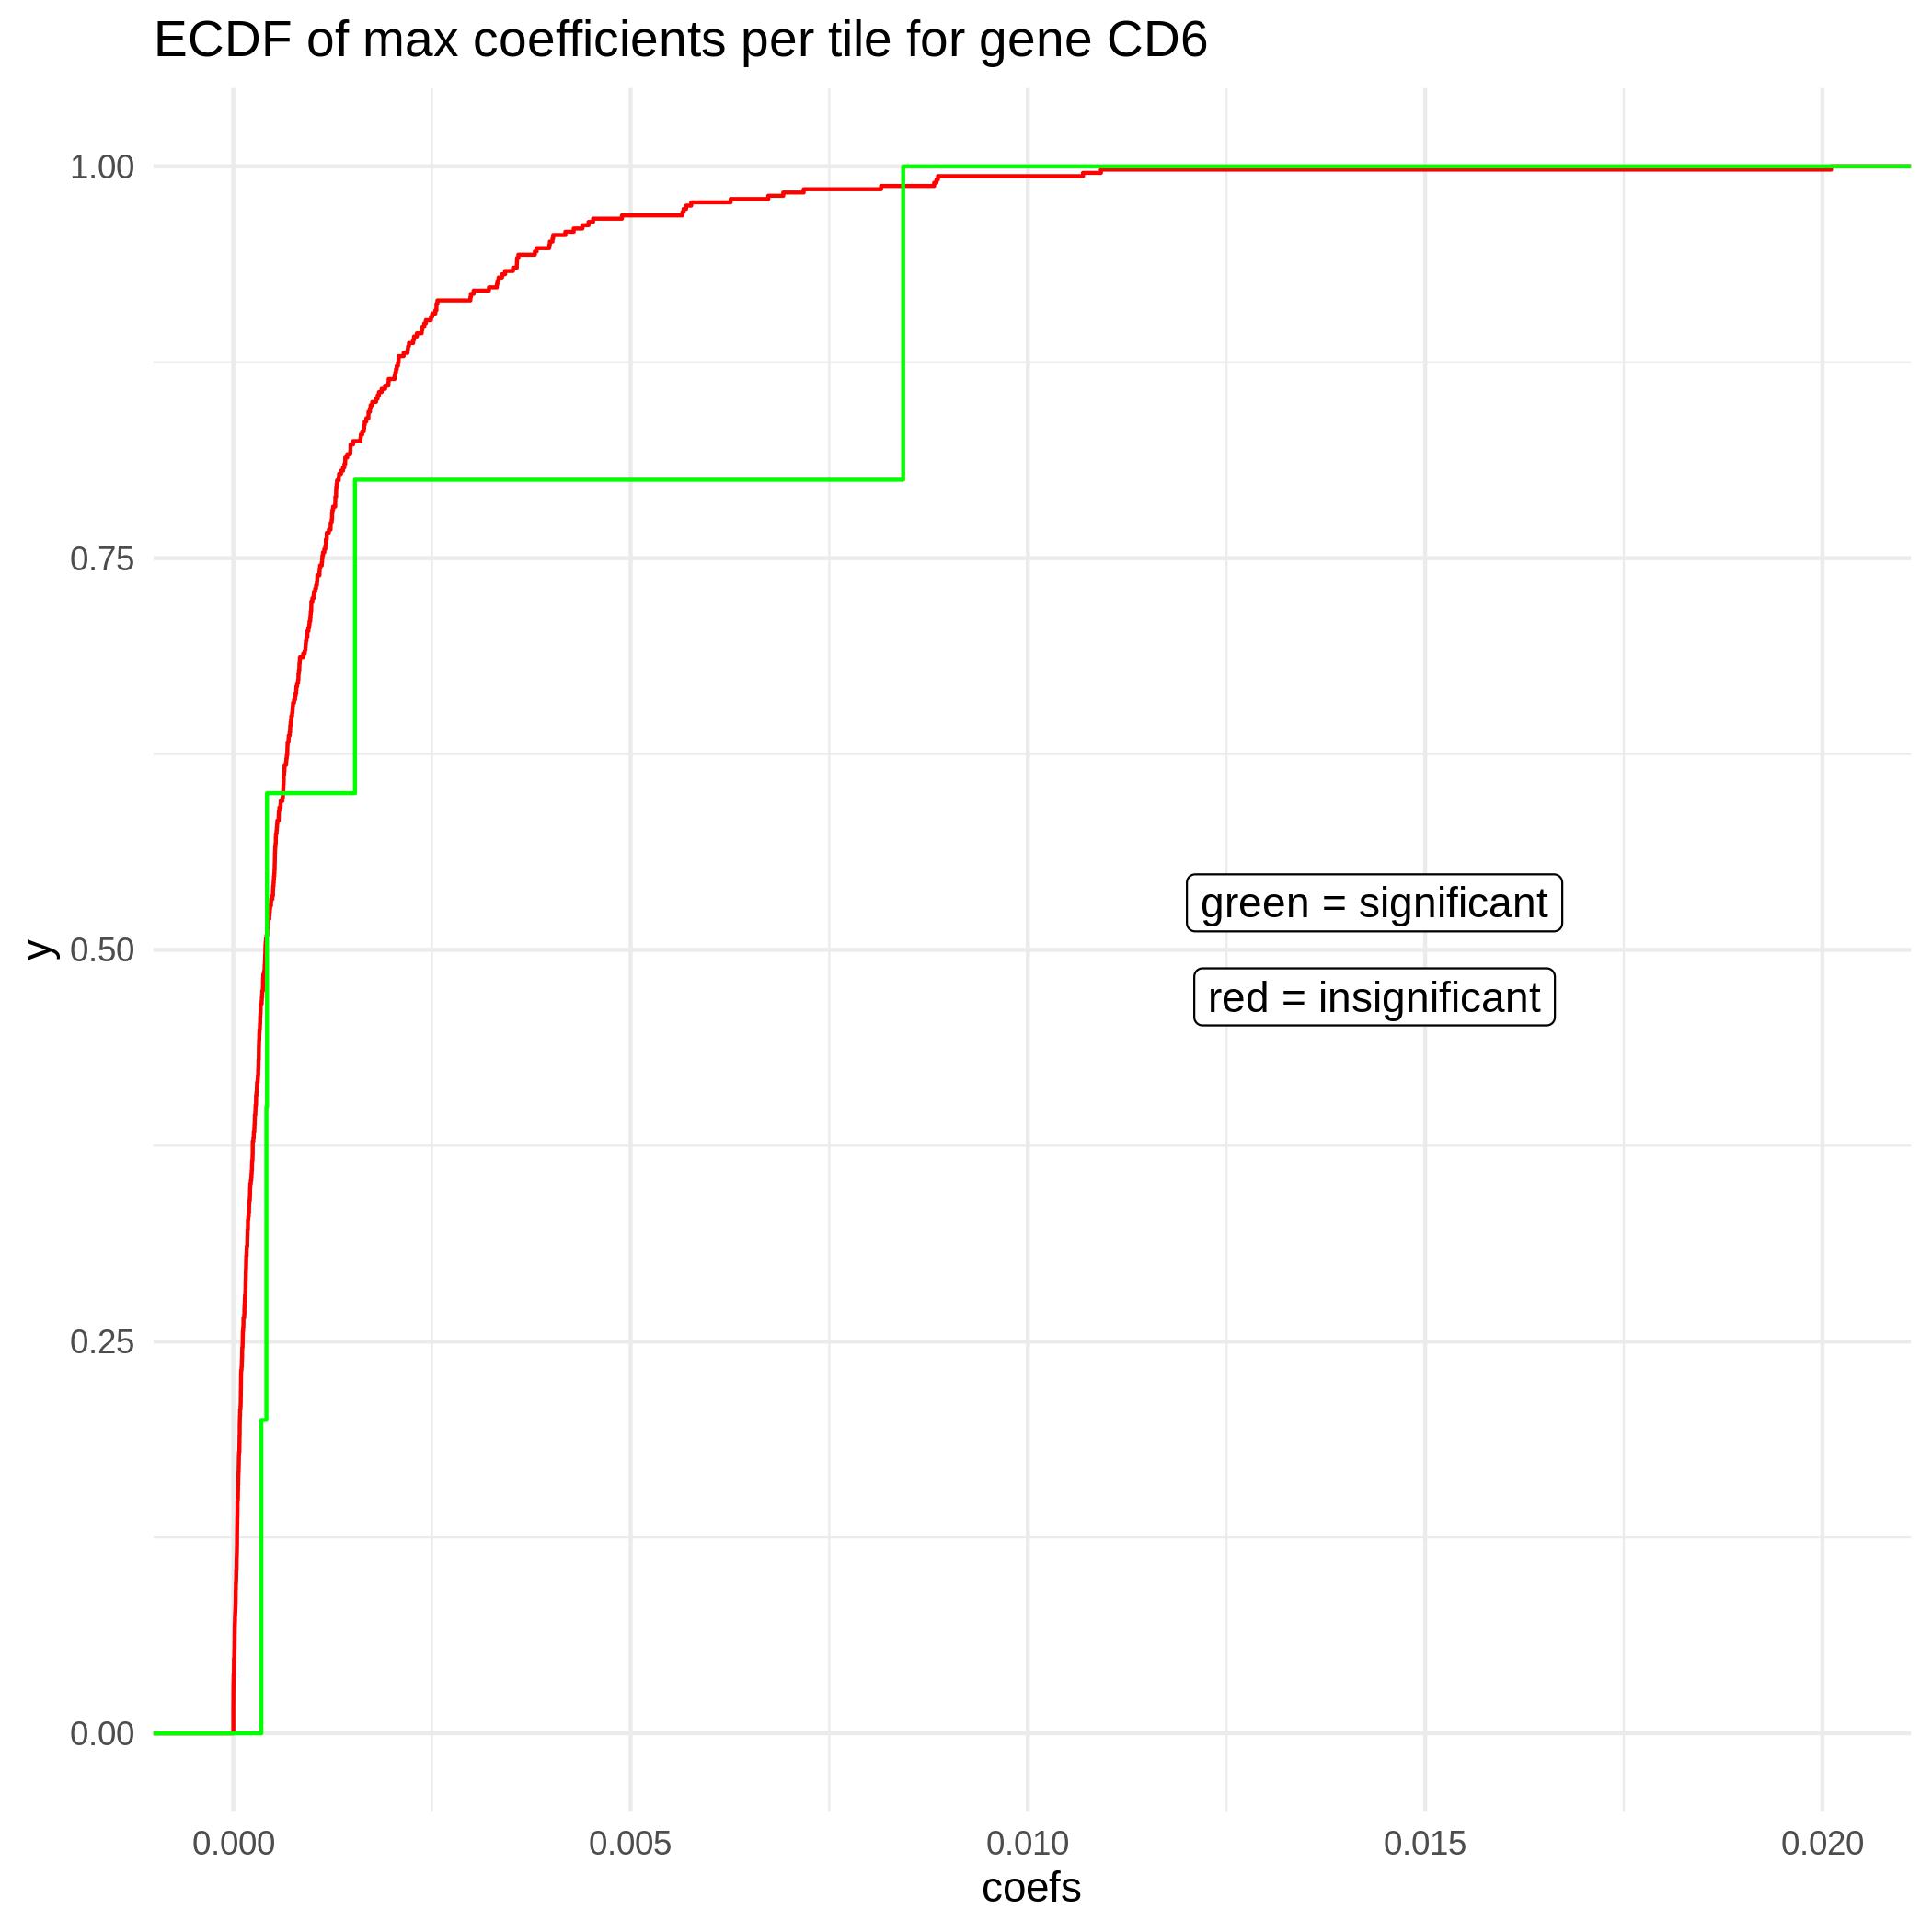 ECDF of max coefficients per tile for gene CD6
1.00
0.75
0.50
0.25
0.00
y
green = significant
red = insignificant
0.000 0.005 0.010 0.015 0.020
coefs